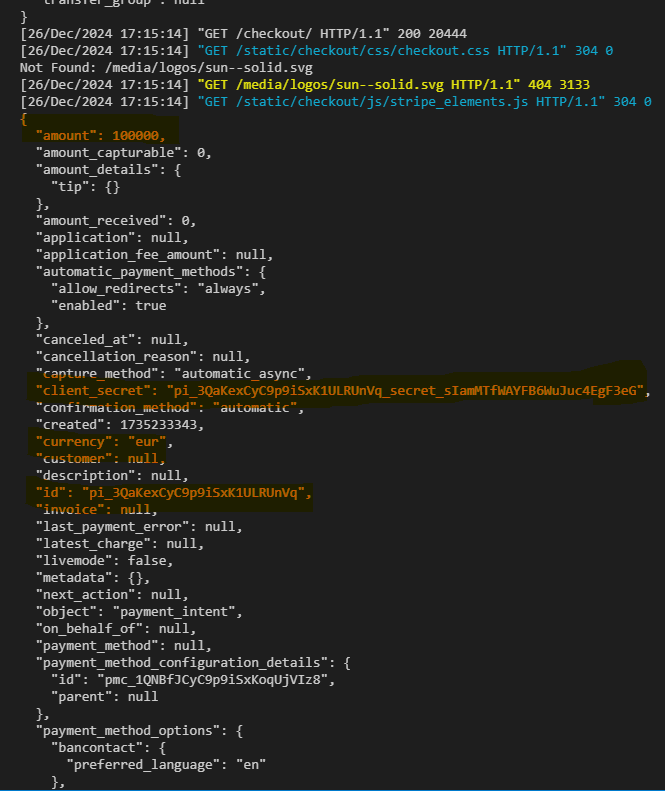 "transfer_group": null
}
[26/Dec/2024 17:15:14] "GET /checkout/ HTTP/1.1" 200 20444
[26/Dec/2024 17:15:14] "GET /static/checkout/css/checkout.css HTTP/1.1" 304 0
Not Found: /media/logos/sun--solid.svg
[26/Dec/2024 17:15:14] "GET /media/logos/sun--solid.svg HTTP/1.1" 404 3133
[26/Dec/2024 17:15:14] "GET /static/checkout/js/stripe_elements.js HTTP/1.1" 304 0
{
  "amount": 100000,
  "amount_capturable": 0,
  "amount_details": {
    "tip": {}
  },
  "amount_received": 0,
  "application": null,
  "application_fee_amount": null,
  "automatic_payment_methods": {
    "allow_redirects": "always",
    "enabled": true
  },
  "canceled_at": null,
  "cancellation_reason": null,
  "capture_method": "automatic_async",
  "client_secret": "pi_3QaKexCyC9p9iSxK1ULRUnVq_secret_sIamMTfWAYFB6WuJuc4EgF3eG",
  "confirmation_method": "automatic",
  "created": 1735233343,
  "currency": "eur",
  "customer": null,
  "description": null,
  "id": "pi_3QaKexCyC9p9iSxK1ULRUnVq",
  "invoice": null,
  "last_payment_error": null,
  "latest_charge": null,
  "livemode": false,
  "metadata": {},
  "next_action": null,
  "object": "payment_intent",
  "on_behalf_of": null,
  "payment_method": null,
  "payment_method_configuration_details": {
    "id": "pmc_1QNBfJCyC9p9iSxKoqUjVIz8",
    "parent": null
  },
  "payment_method_options": {
    "bancontact": {
      "preferred_language": "en"
    },